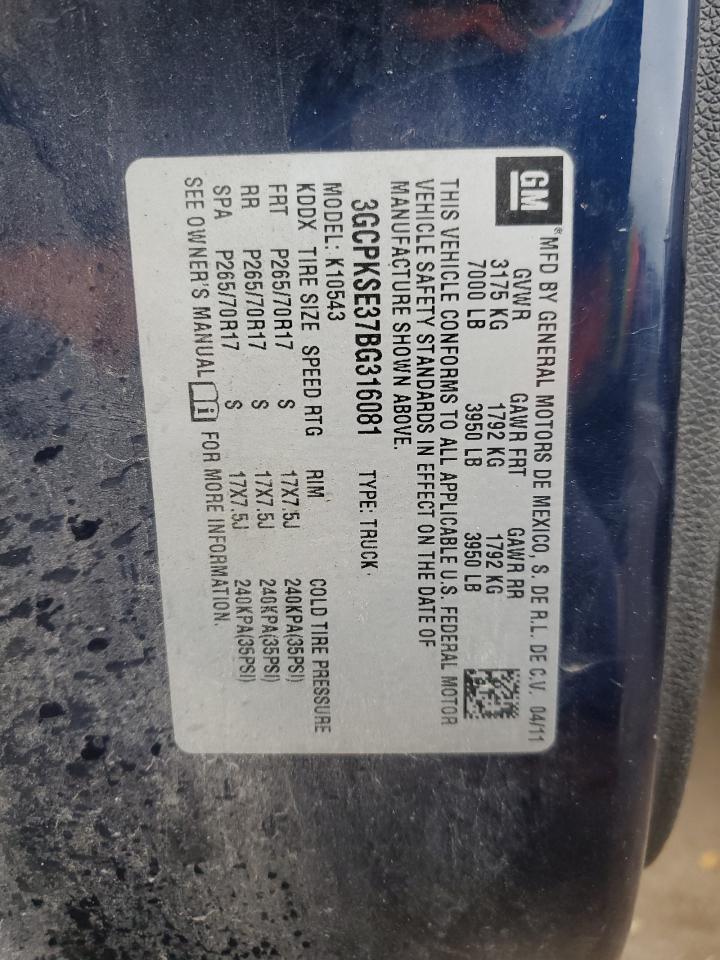 GM® MFD BY GENERAL MOTORS DE MEXICO, S. DE R.L. DE C.V. 04/11
GVWR GAWR FRT GAWR RR
3175 KG 1792 KG 1792 KG
7000 LB 3950 LB 3950 LB
THIS VEHICLE CONFORMS TO ALL APPLICABLE U.S. FEDERAL MOTOR
VEHICLE SAFETY STANDARDS IN EFFECT ON THE DATE OF
MANUFACTURE SHOWN ABOVE.
3GCPKSE37BG316081 TYPE: TRUCK
MODEL: K10543
KDDX TIRE SIZE SPEED RTG RIM COLD TIRE PRESSURE
FRT P265/70R17 S 17X7.5J 240KPA(35PSI)
RR P265/70R17 S 17X7.5J 240KPA(35PSI)
SPA P265/70R17 S 17X7.5J 240KPA(35PSI)
SEE OWNER'S MANUAL FOR MORE INFORMATION.